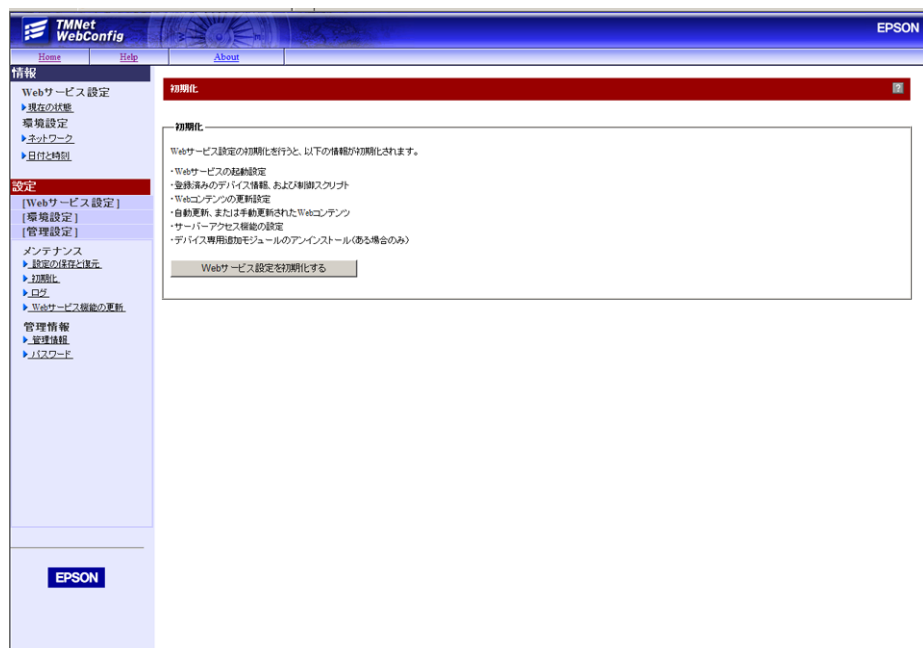 TMNet
WebConfig
EPSON
Home Help About
情報
Webサービス設定
現在の状態
環境設定
ネットワーク
日付と時刻
設定
[Webサービス設定]
[環境設定]
[管理設定]
メンテナンス
設定の保存と復元
初期化
ログ
Webサービス機能の更新
管理情報
管理情報
パスワード
EPSON
初期化 ?
初期化
Webサービス設定の初期化を行うと、以下の情報が初期化されます。
・Webサービスの起動設定
・登録済みのデバイス情報、および制御スクリプト
・Webコンテンツの更新設定
・自動更新、または手動更新されたWebコンテンツ
・サーバーアクセス機能の設定
・デバイス専用追加モジュールのアンインストール(ある場合のみ)
Webサービス設定を初期化する